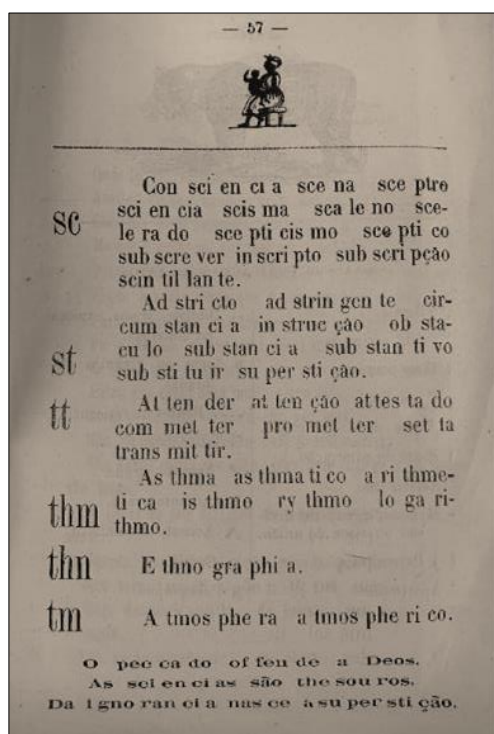 — 57 —
Con sci en ci a sce na sce ptro
sc
sci en cia scis ma sca le no sce-
le ra do sce pti cis mo sce pti co
sub scre ver in scri pto sub scri pção
scin til lan te.
Ad stri cto ad strin gen te cir-
cum stan ci a in struc ção ob sta-
st
cu lo sub stan ci a sub stan ti vo
sub sti tu ir su per sti ção.
tt
At ten der at ten ção attes ta do
com met ter pro met ter set ta
trans mit tir.
As thma as thma ti co a ri thme-
thm
ti ca is thmo ry thmo lo ga ri-
thmo.
thn
E thno gra phi a.
tm
A tmos phe ra a tmos phe ri co.
O pec ca do of fen de a Deos.
As sci en ci as são the sou ros.
Da i gno ran ci a nas ce a su per sti ção.